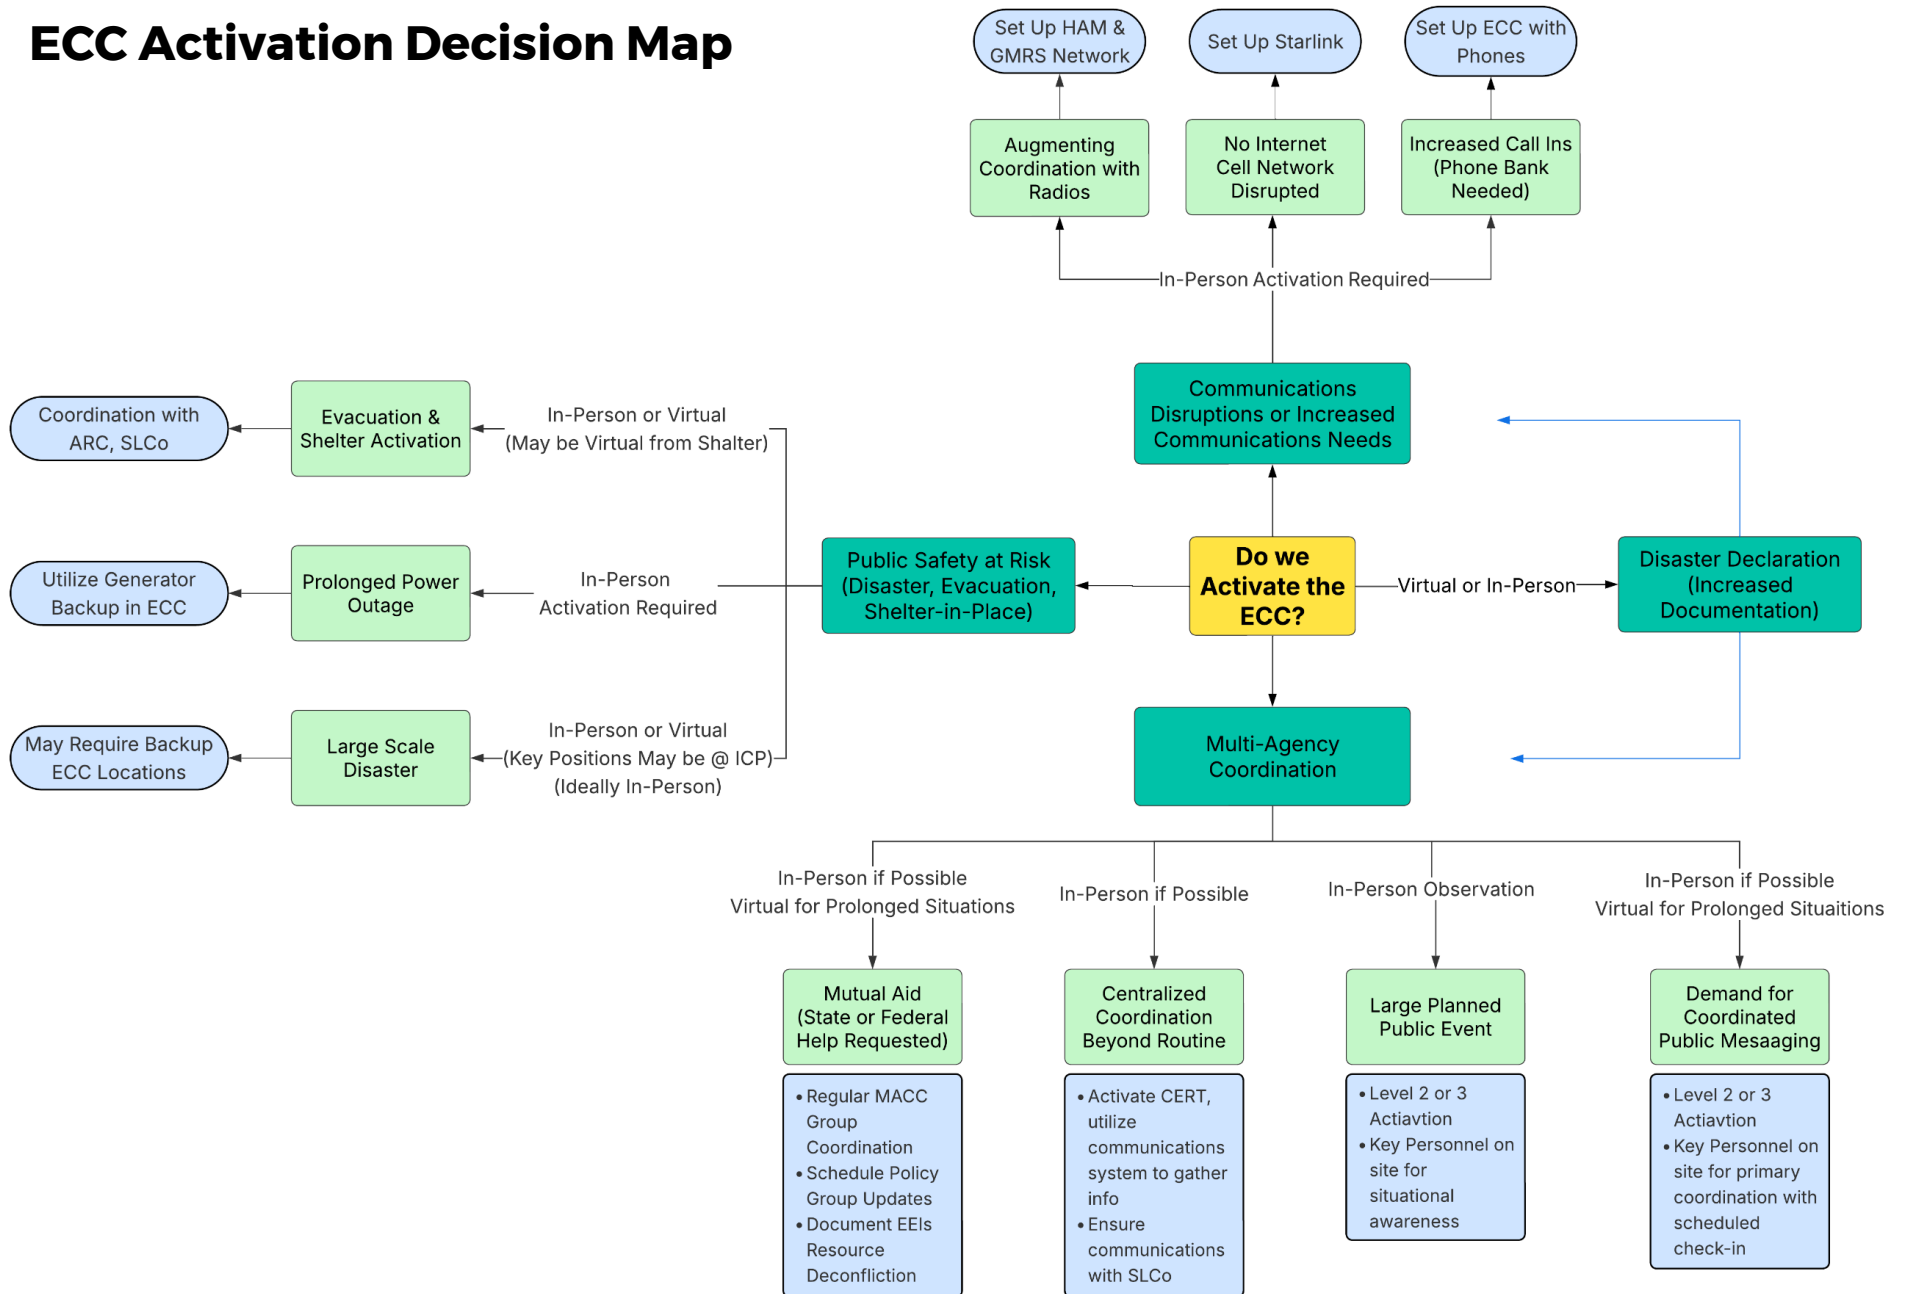 ECC Activation Decision Map
Set Up HAM &
GMRS Network
Set Up Starlink
Set Up ECC with
Phones
Augmenting
Coordination with
Radios
No Internet
Cell Network
Disrupted
Increased Call Ins
(Phone Bank
Needed)
In-Person Activation Required
Communications
Disruptions or Increased
Communications Needs
Coordination with
ARC, SLCo
Evacuation &
Shelter Activation
In-Person or Virtual
(May be Virtual from Shalter)
Utilize Generator
Backup in ECC
Prolonged Power
Outage
In-Person
Activation Required
Public Safety at Risk
(Disaster, Evacuation,
Shelter-in-Place)
Do we
Activate the
ECC?
Virtual or In-Person
Disaster Declaration
(Increased
Documentation)
May Require Backup
ECC Locations
Large Scale
Disaster
In-Person or Virtual
(Key Positions May be @ ICP)
(Ideally In-Person)
Multi-Agency
Coordination
In-Person if Possible
Virtual for Prolonged Situations
In-Person if Possible
In-Person Observation
In-Person if Possible
Virtual for Prolonged Situaitions
Mutual Aid
(State or Federal
Help Requested)
Centralized
Coordination
Beyond Routine
Large Planned
Public Event
Demand for
Coordinated
Public Mesaaging
• Regular MACC
Group
Coordination
• Schedule Policy
Group Updates
• Document EEIs
Resource
Deconfliction
• Activate CERT,
utilize
communications
system to gather
info
• Ensure
communications
with SLCo
• Level 2 or 3
Actiavtion
• Key Personnel on
site for
situational
awareness
• Level 2 or 3
Actiavtion
• Key Personnel on
site for primary
coordination with
scheduled
check-in